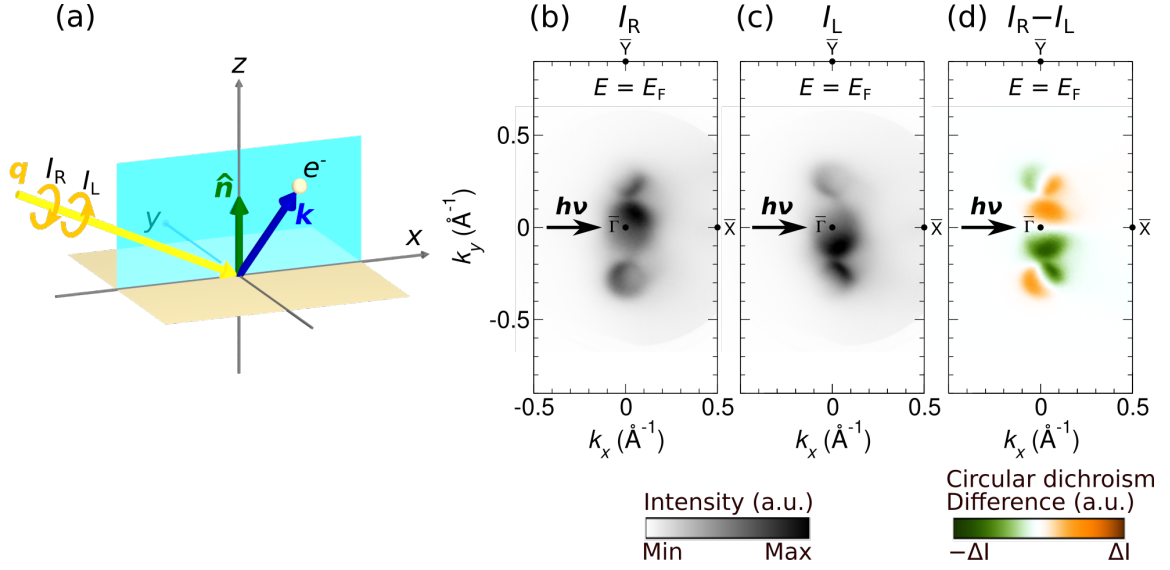 (a)
z
q
I_R
I_L
n̂
e⁻
k
y
x
(b)
I_R
(c)
I_L
(d)
I_R−I_L
Ȳ
Ȳ
Ȳ
E = E_F
E = E_F
E = E_F
0.5
0
-0.5
k_y (Å⁻¹)
hν
Γ̄
X̄
hν
Γ̄
X̄
hν
Γ̄
X̄
-0.5
0
0.5
0
0.5
0
0.5
k_x (Å⁻¹)
k_x (Å⁻¹)
k_x (Å⁻¹)
Intensity (a.u.)
Min
Max
Circular dichroism
Difference (a.u.)
−ΔI
ΔI